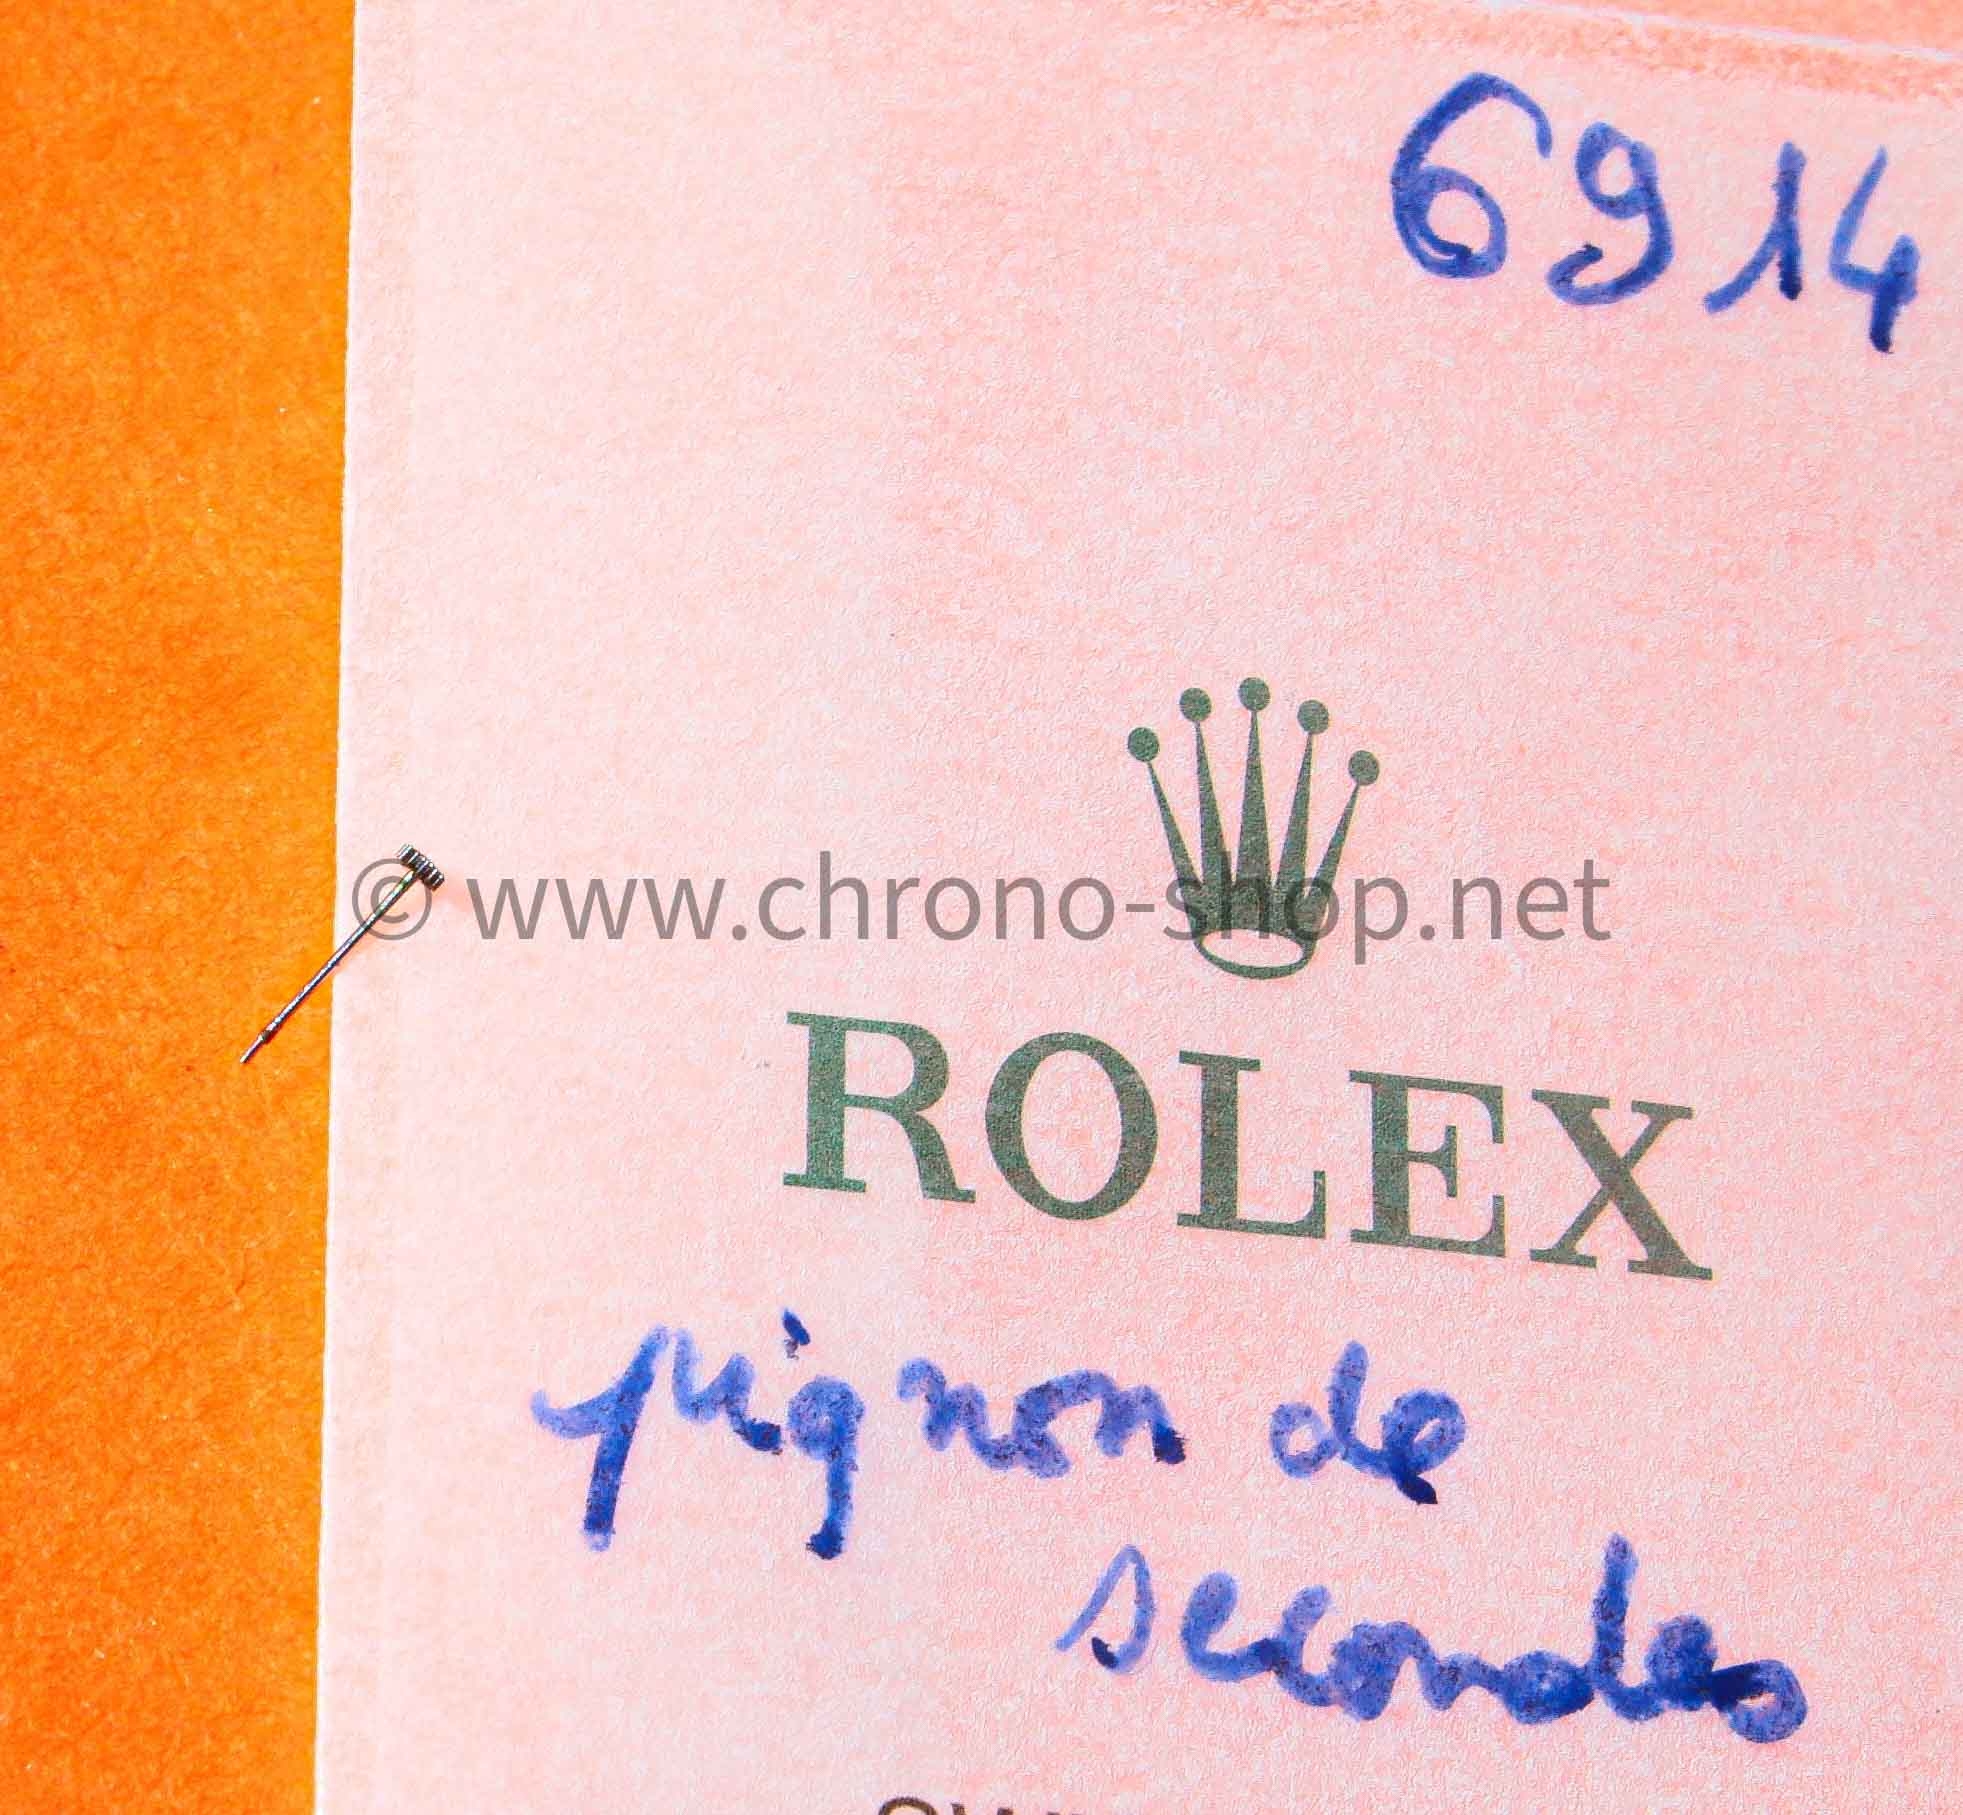 6914
© www.chrono-shop.net
ROLEX
pignon de
secondes